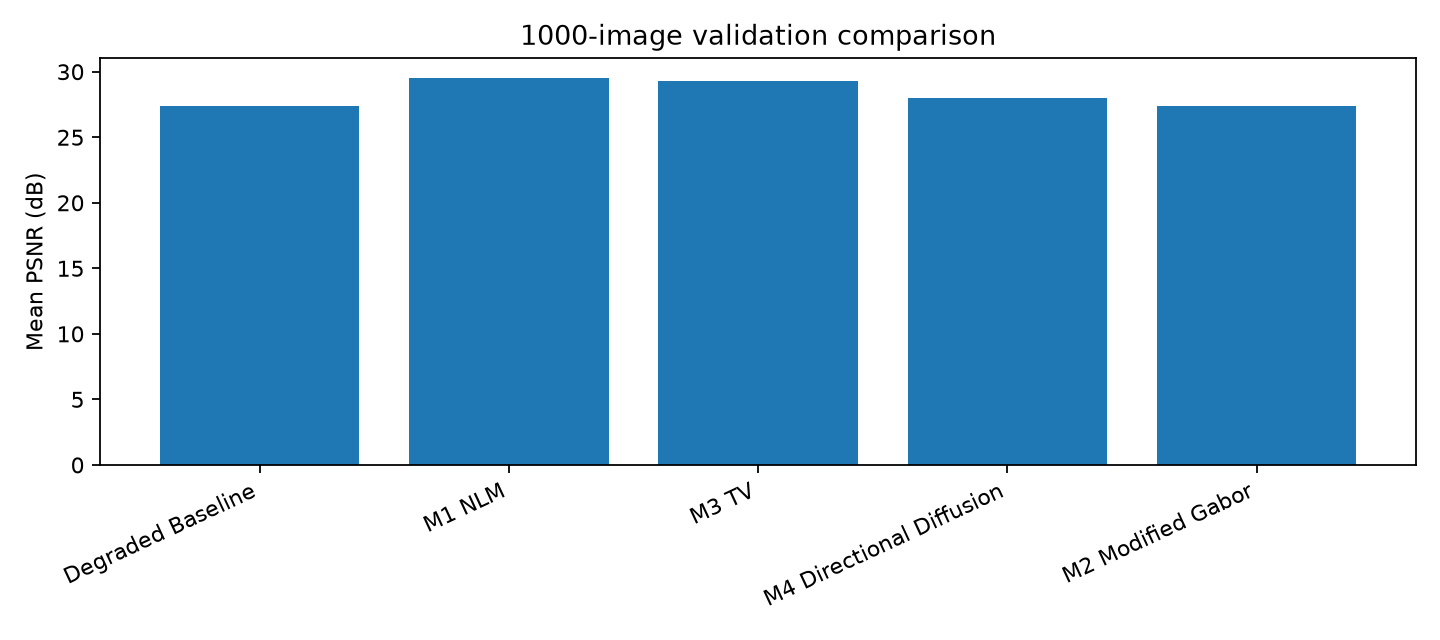 1000-image validation comparison
Mean PSNR (dB)
30
25
20
15
10
5
0
Degraded Baseline
M1 NLM
M3 TV
M4 Directional Diffusion
M2 Modified Gabor